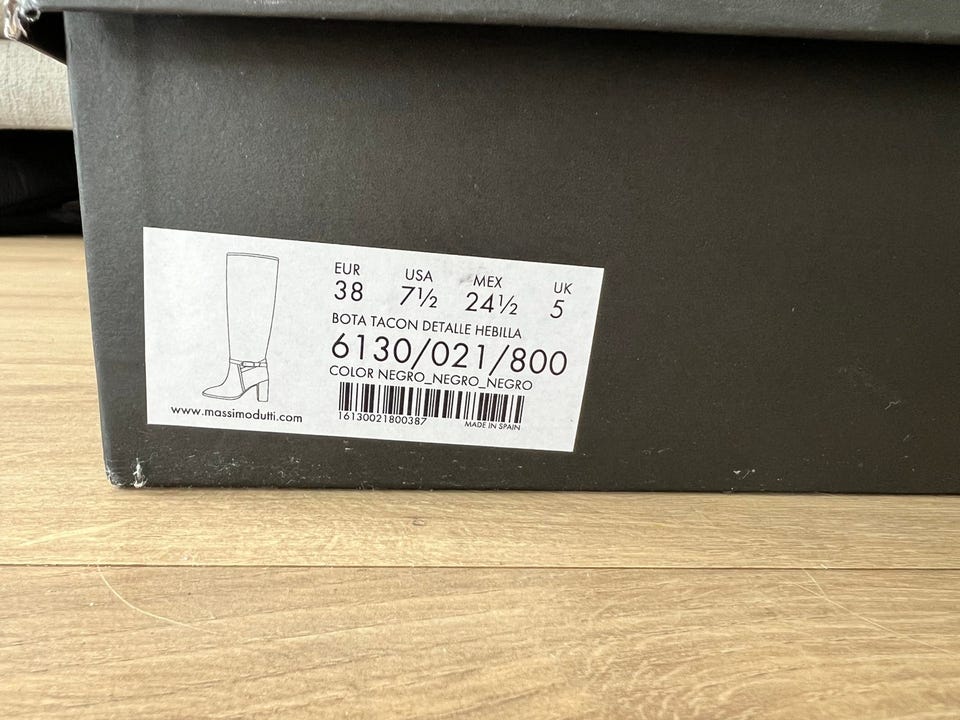 EUR USA MEX UK
38 7½ 24½ 5
BOTA TACON DETALLE HEBILLA
6130/021/800
COLOR NEGRO_NEGRO_NEGRO
16130021800387 MADE IN SPAIN
www.massimodutti.com